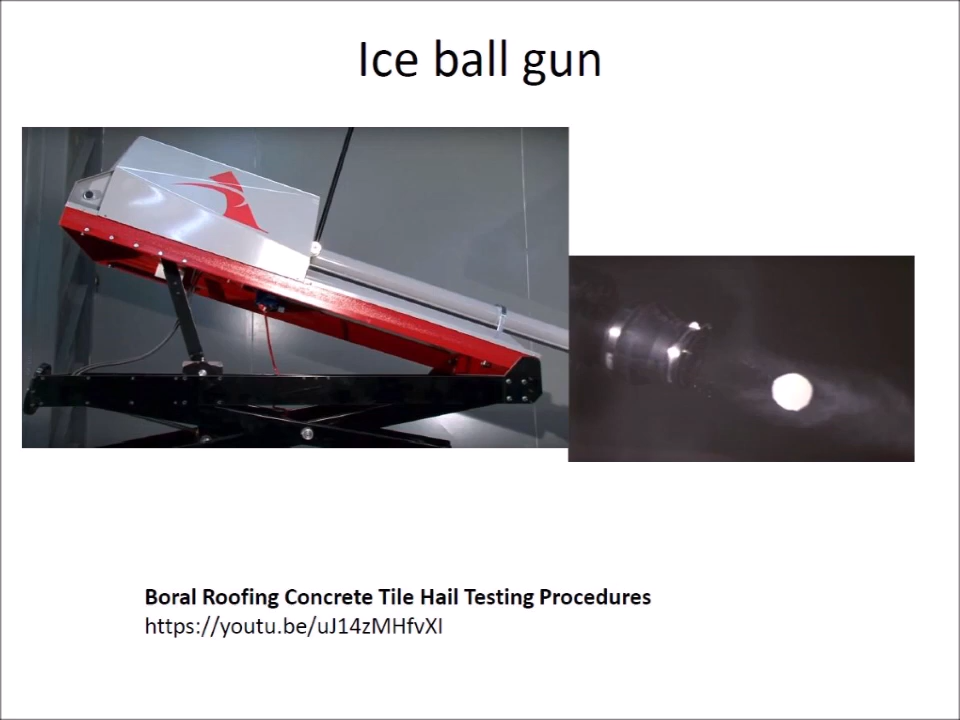 Ice ball gun
Boral Roofing Concrete Tile Hail Testing Procedures
https://youtu.be/uJ14zMHfvXI